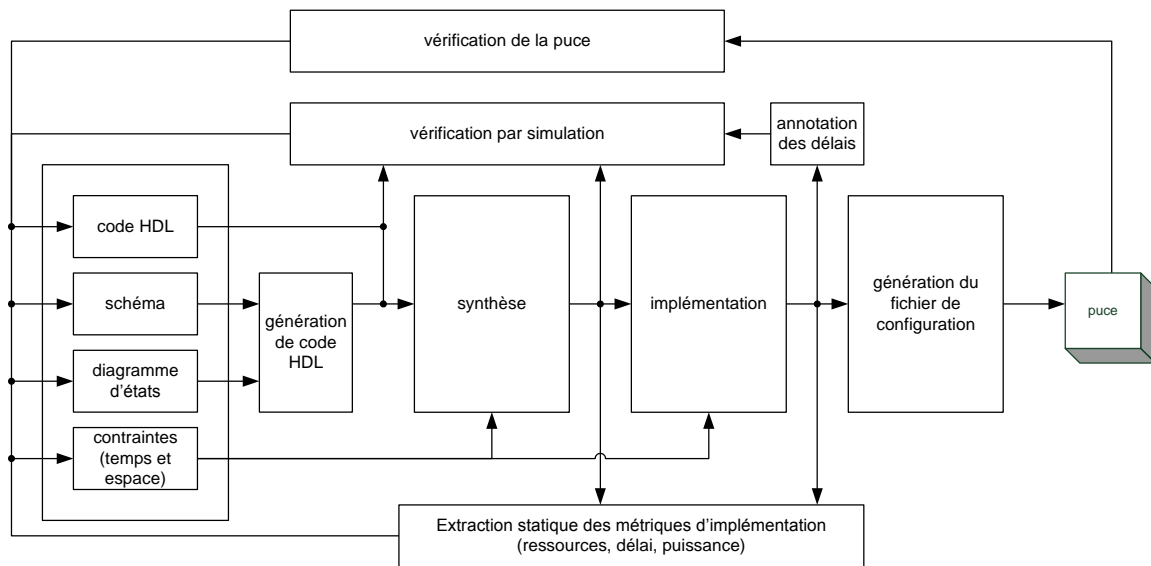 vérification de la puce
vérification par simulation
annotation
des délais
code HDL
schéma
diagramme
d'états
contraintes
(temps et
espace)
génération
de code
HDL
synthèse
implémentation
génération du
fichier de
configuration
puce
Extraction statique des métriques d'implémentation
(ressources, délai, puissance)